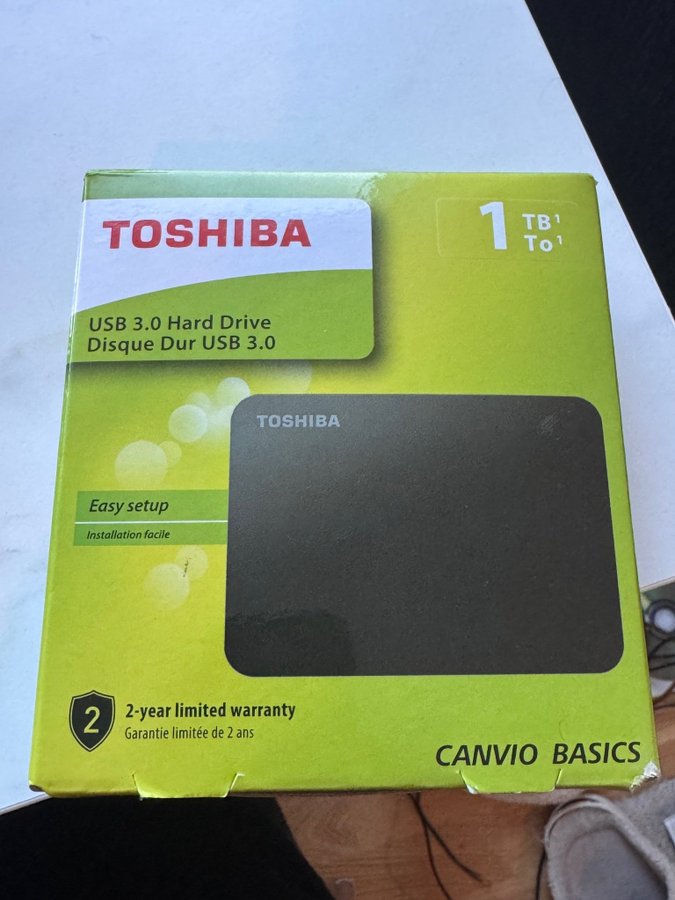 TOSHIBA
1 TB¹
To¹
USB 3.0 Hard Drive
Disque Dur USB 3.0
TOSHIBA
Easy setup
Installation facile
2
2-year limited warranty
Garantie limitée de 2 ans
CANVIO BASICS